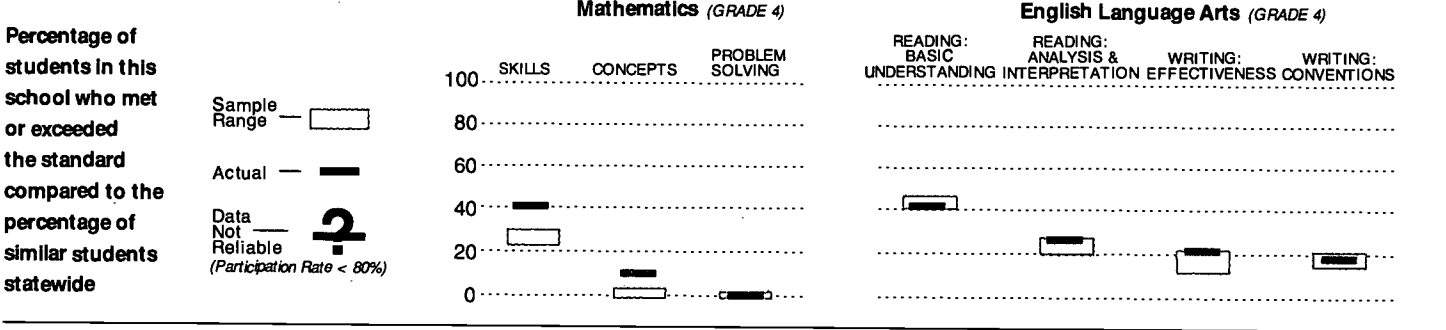 Percentage of
students in this
school who met
or exceeded
the standard
compared to the
percentage of
similar students
statewide
Sample
Range
Actual
Data
Not
Reliable
(Participation Rate < 80%)
?
Mathematics (GRADE 4)
SKILLS
CONCEPTS
PROBLEM
SOLVING
100
80
60
40
20
0
English Language Arts (GRADE 4)
READING:
BASIC
UNDERSTANDING
READING:
ANALYSIS &
INTERPRETATION
WRITING:
EFFECTIVENESS
WRITING:
CONVENTIONS